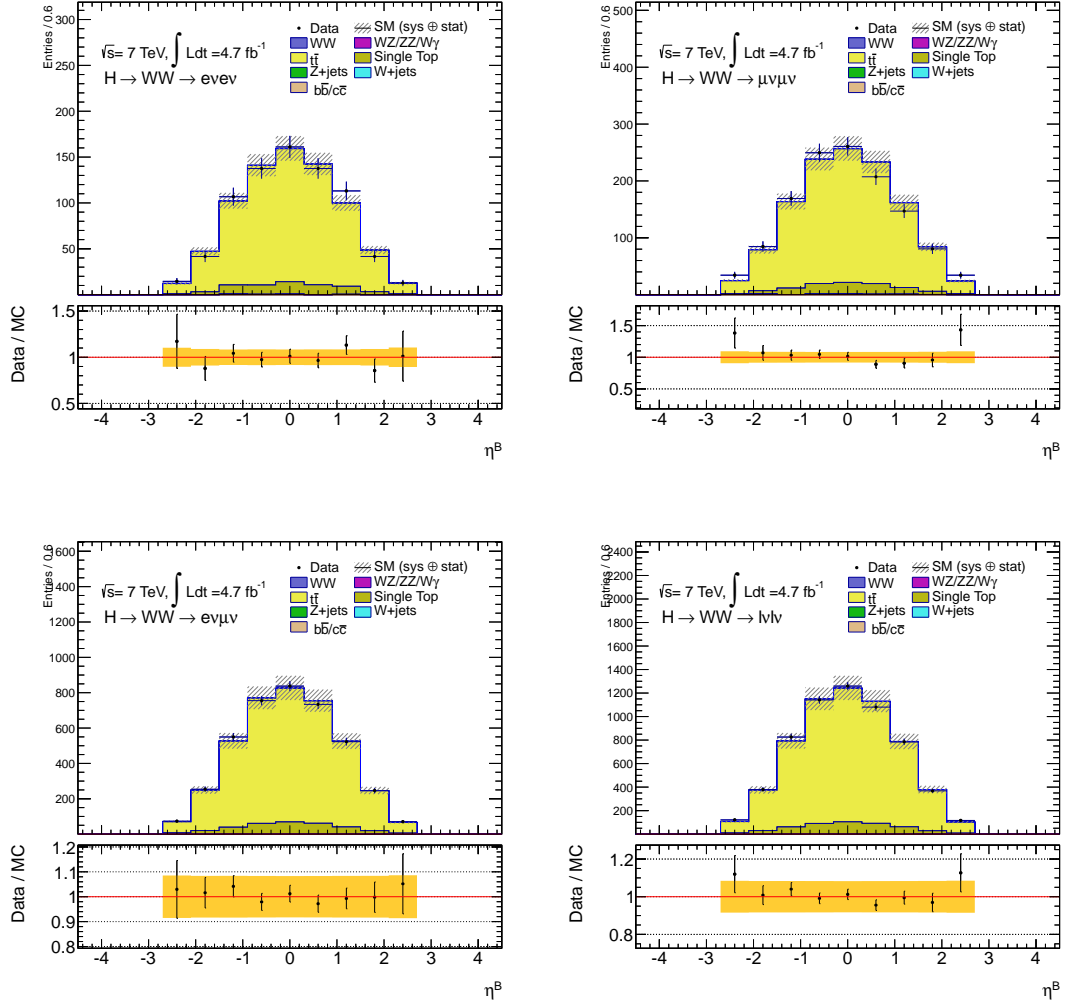 Entries / 0.6
300
250
200
150
100
50
Data SM (sys ⊕ stat)
√s= 7 TeV, ∫ Ldt =4.7 fb⁻¹ WW WZ/ZZ/Wγ
tt̄ Single Top
H → WW → eνeν Z+jets W+jets
bb̄/cc̄
Data / MC
1.5
1
0.5
-4 -3 -2 -1 0 1 2 3 4
η^B
Entries / 0.6
500
400
300
200
100
Data SM (sys ⊕ stat)
√s= 7 TeV, ∫ Ldt =4.7 fb⁻¹ WW WZ/ZZ/Wγ
tt̄ Single Top
H → WW → μνμν Z+jets W+jets
bb̄/cc̄
Data / MC
1.5
1
0.5
-4 -3 -2 -1 0 1 2 3 4
η^B
Entries / 0.6
1600
1400
1200
1000
800
600
400
200
Data SM (sys ⊕ stat)
√s= 7 TeV, ∫ Ldt =4.7 fb⁻¹ WW WZ/ZZ/Wγ
tt̄ Single Top
H → WW → eνμν Z+jets W+jets
bb̄/cc̄
Data / MC
1.2
1.1
1
0.9
0.8
-4 -3 -2 -1 0 1 2 3 4
η^B
Entries / 0.6
2400
2200
2000
1800
1600
1400
1200
1000
800
600
400
200
Data SM (sys ⊕ stat)
√s= 7 TeV, ∫ Ldt =4.7 fb⁻¹ WW WZ/ZZ/Wγ
tt̄ Single Top
H → WW → lνlν Z+jets W+jets
bb̄/cc̄
Data / MC
1.2
1
0.8
-4 -3 -2 -1 0 1 2 3 4
η^B